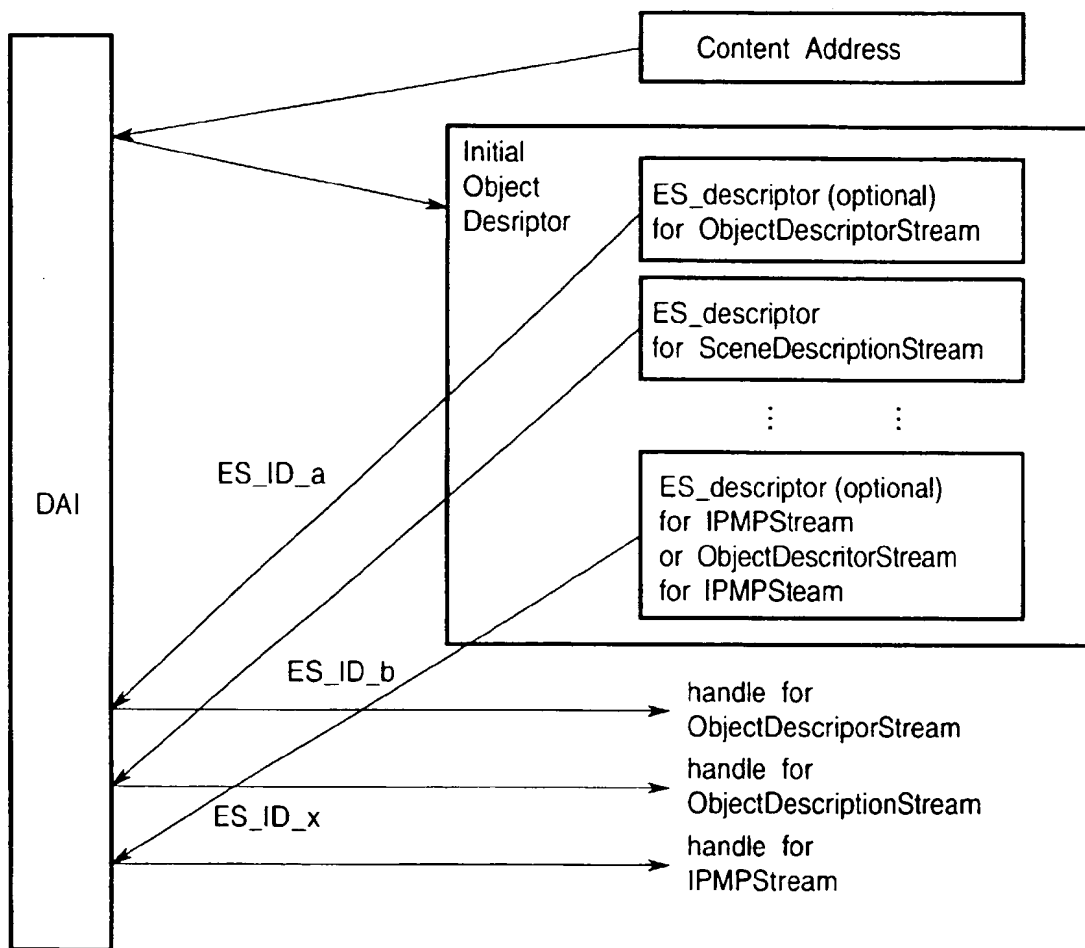 Content Address
Initial
Object
Desriptor
ES_descriptor (optional)
for ObjectDescriptorStream
ES_descriptor
for SceneDescriptionStream
ES_descriptor (optional)
for IPMPStream
or ObjectDescritorStream
for IPMPSteam
DAI
ES_ID_a
ES_ID_b
ES_ID_x
handle for
ObjectDescriporStream
handle for
ObjectDescriptionStream
handle for
IPMPStream